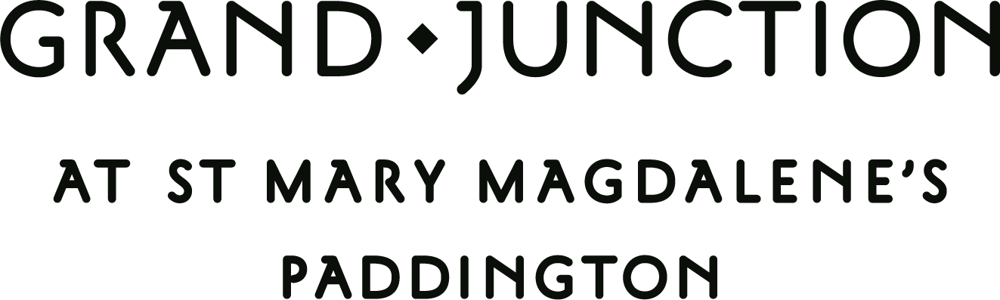 GRAND ◆ JUNCTION
AT ST MARY MAGDALENE’S
PADDINGTON